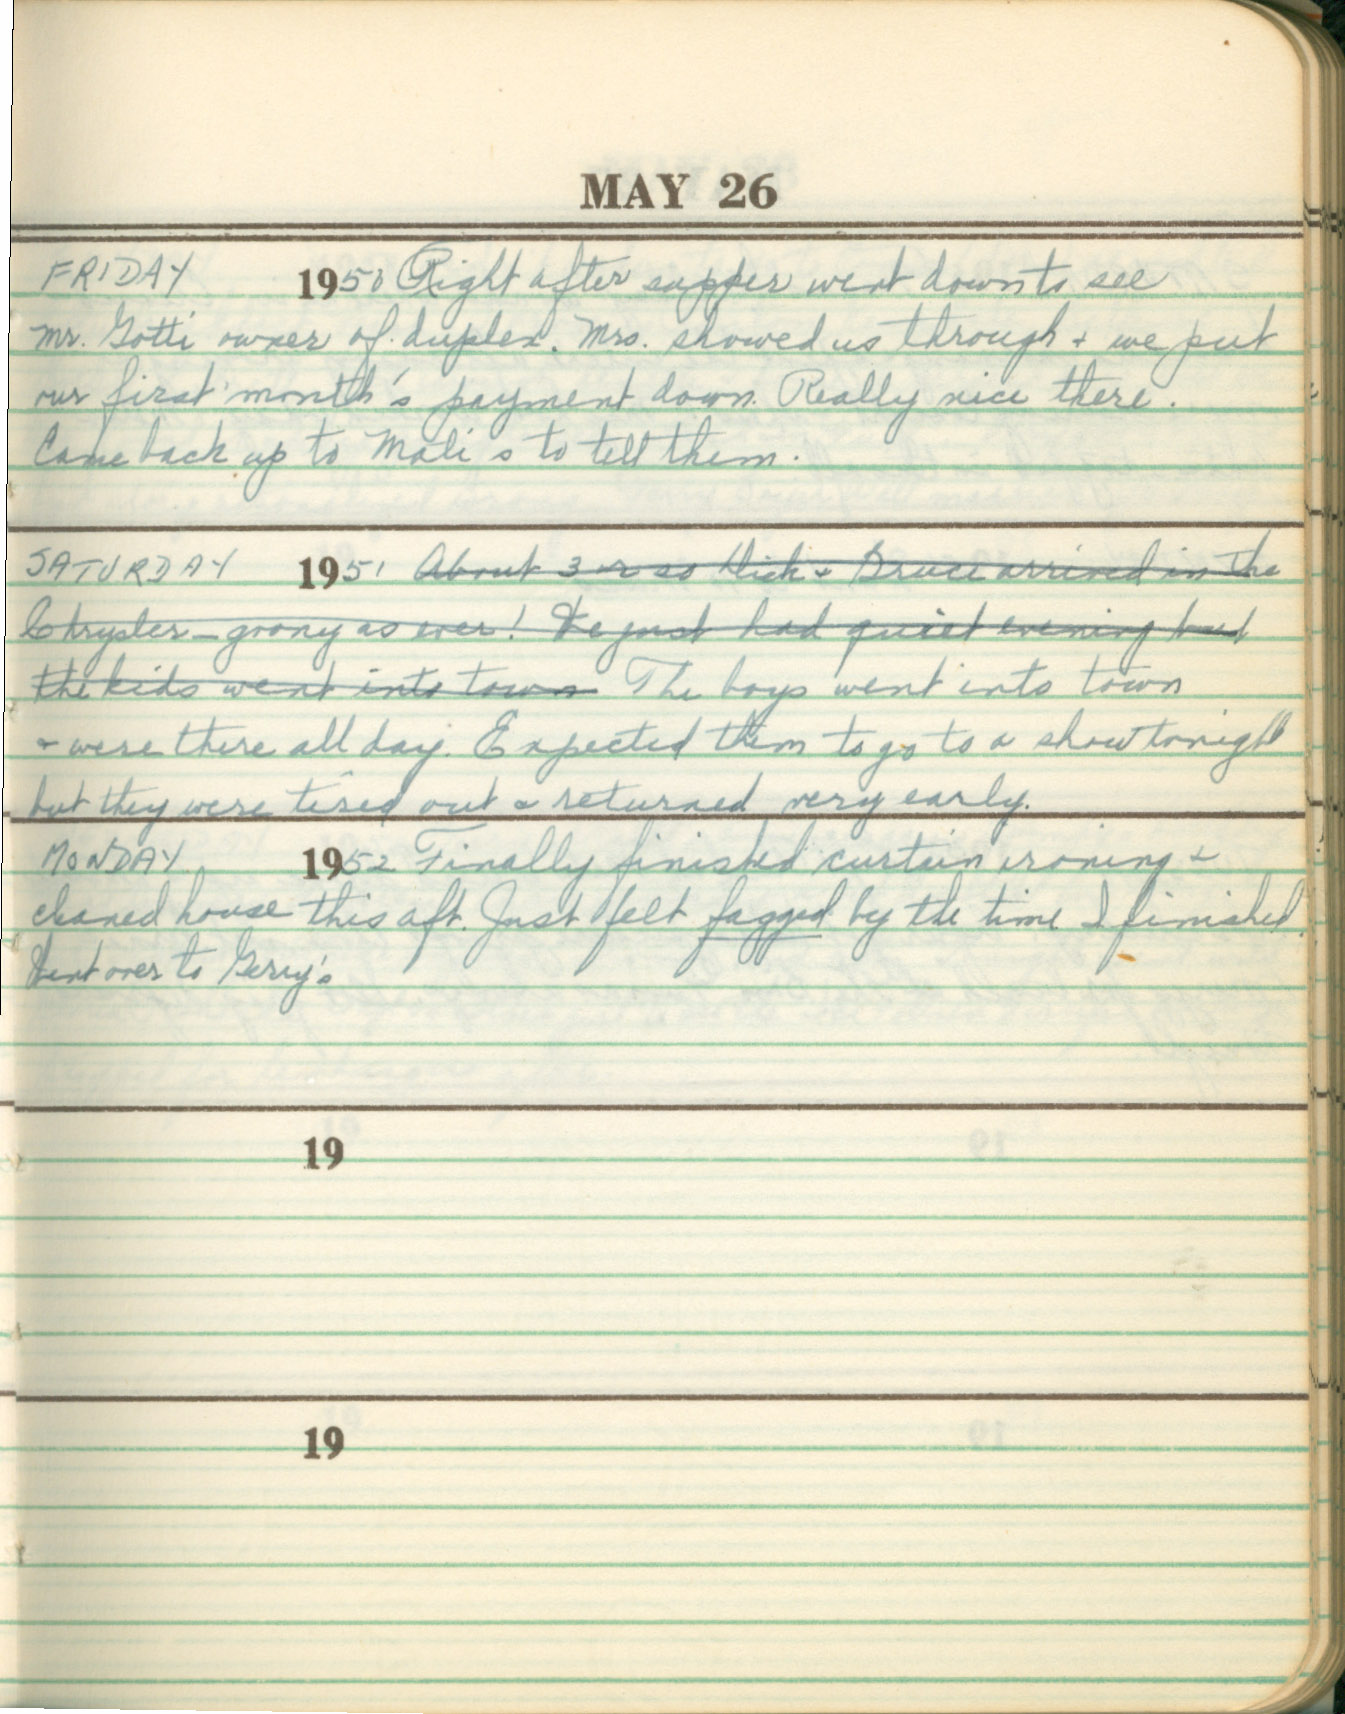 MAY 26
FRIDAY 1950 Right after supper went down to see
Mr. Gotti owner of duplex. Mrs. showed us through + we put
our first month's payment down. Really nice there.
Came back up to Mali's to tell them.
SATURDAY 1951 About 3 or so Dick + Bruce arrived in the
Chrysler - groany as ever! We just had quiet evening but
the kids went into town The boys went into town
+ were there all day. Expected them to go to a show tonight
but they were tired out & returned very early.
MONDAY 1952 Finally finished curtain ironing +
cleaned house this aft. Just felt fagged by the time I finished.
Went over to Gerry's
19
19